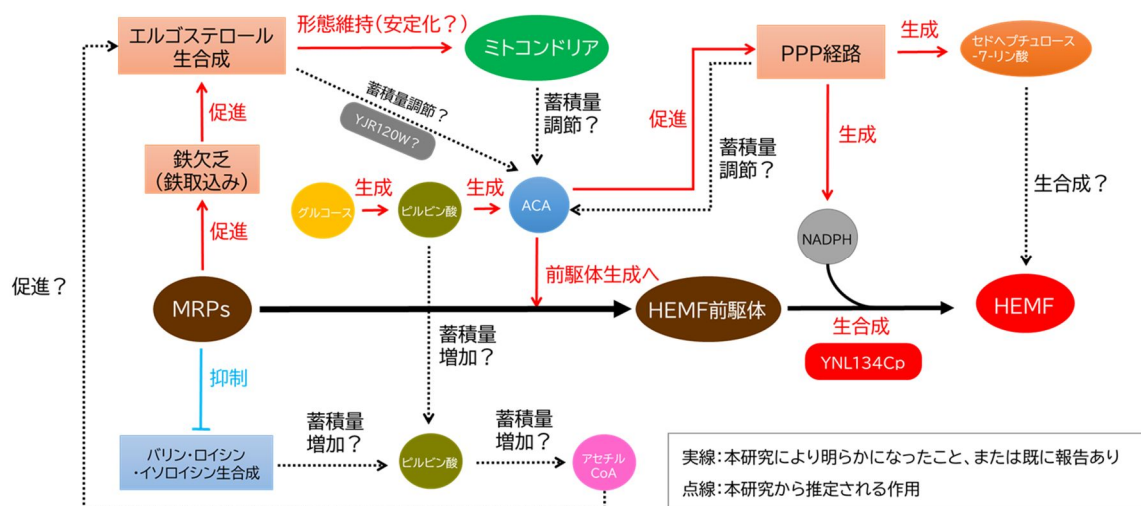 エルゴステロール
生合成
形態維持(安定化?)
ミトコンドリア
PPP経路
生成
セドヘプチュロース
-7-リン酸
促進
蓄積量調節?
YJR120W?
蓄積量
調節?
促進
蓄積量
調節?
生成
生合成?
鉄欠乏
(鉄取込み)
グルコース
生成
ピルビン酸
生成
ACA
NADPH
促進
促進?
MRPs
前駆体生成へ
HEMF前駆体
HEMF
生合成
YNL134Cp
蓄積量
増加?
抑制
バリン・ロイシン
・イソロイシン生合成
蓄積量
増加?
ピルビン酸
蓄積量
増加?
アセチル
CoA
実線:本研究により明らかになったこと、または既に報告あり
点線:本研究から推定される作用